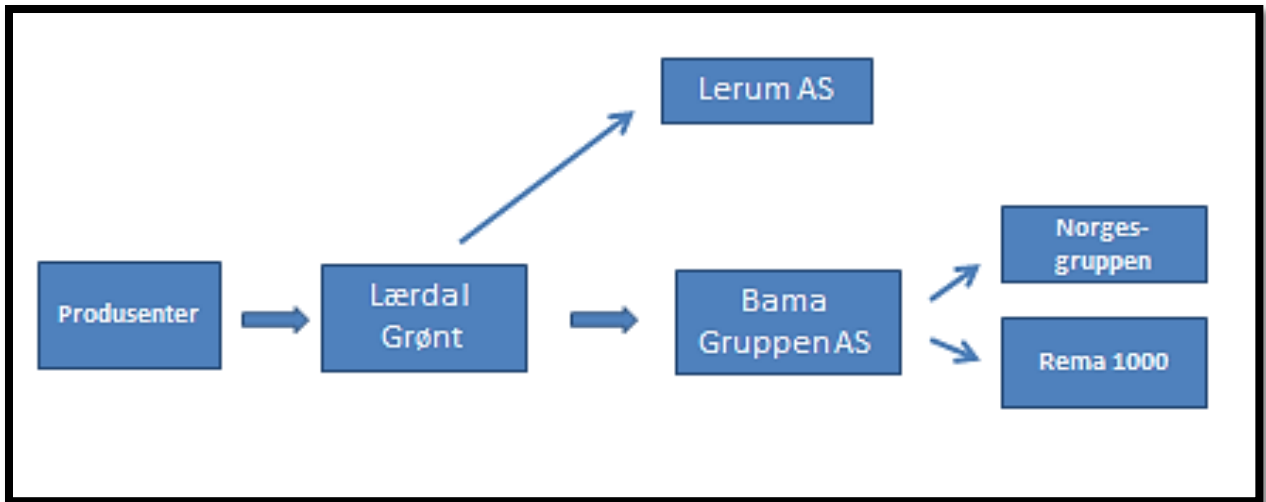 Lerum AS
Produsenter
Lærdal
Grønt
Bama
Gruppen AS
Norges-
gruppen
Rema 1000